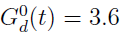 $G_d^0(t) = 3.6$